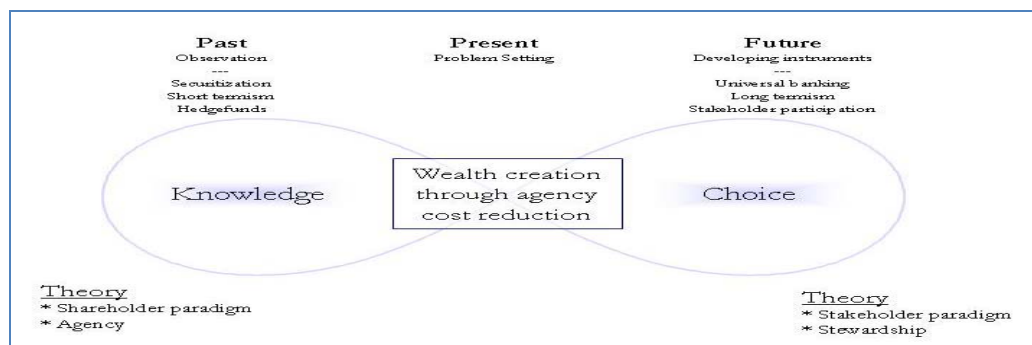 Past
Observation
---
Securitization
Short termism
Hedgefunds
Present
Problem Setting
Future
Developing instruments
---
Universal banking
Long termism
Stakeholder participation
Knowledge
Wealth creation
through agency
cost reduction
Choice
Theory
* Shareholder paradigm
* Agency
Theory
* Stakeholder paradigm
* Stewardship